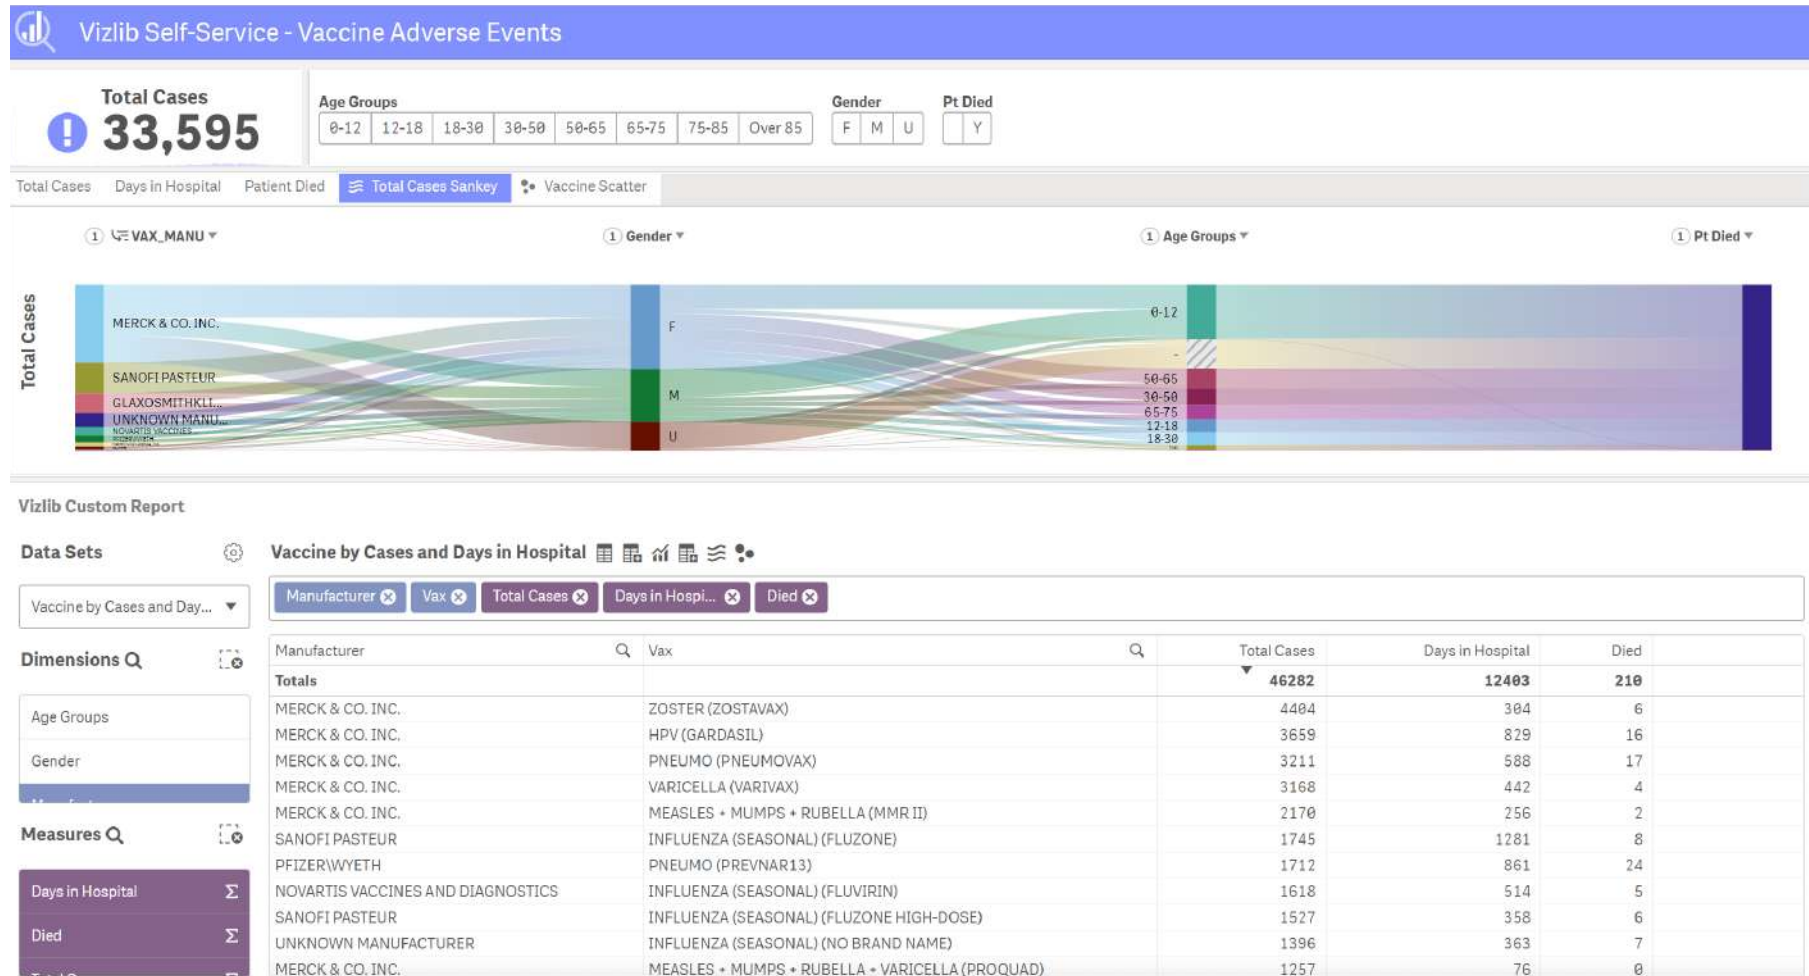 Vizlib Self-Service - Vaccine Adverse Events
Total Cases
33,595
Age Groups
0-12 12-18 18-30 30-50 50-65 65-75 75-85 Over 85
Gender
F M U
Pt Died
Y
Total Cases Days in Hospital Patient Died Total Cases Sankey Vaccine Scatter
1 VAX_MANU 1 Gender 1 Age Groups 1 Pt Died
Total Cases
MERCK & CO. INC.
SANOFI PASTEUR
GLAXOSMITHKLI...
UNKNOWN MANU...
NOVARTIS VACCINES
F
M
U
0-12
-
50-65
30-50
65-75
12-18
18-30
Vizlib Custom Report
Data Sets
Vaccine by Cases and Day...
Dimensions
Age Groups
Gender
Measures
Days in Hospital Σ
Died Σ
Vaccine by Cases and Days in Hospital
Manufacturer Vax Total Cases Days in Hospi... Died
Manufacturer Vax Total Cases Days in Hospital Died
Totals 46282 12403 210
MERCK & CO. INC. ZOSTER (ZOSTAVAX) 4404 304 6
MERCK & CO. INC. HPV (GARDASIL) 3659 829 16
MERCK & CO. INC. PNEUMO (PNEUMOVAX) 3211 588 17
MERCK & CO. INC. VARICELLA (VARIVAX) 3168 442 4
MERCK & CO. INC. MEASLES + MUMPS + RUBELLA (MMR II) 2170 256 2
SANOFI PASTEUR INFLUENZA (SEASONAL) (FLUZONE) 1745 1281 8
PFIZER\WYETH PNEUMO (PREVNAR13) 1712 861 24
NOVARTIS VACCINES AND DIAGNOSTICS INFLUENZA (SEASONAL) (FLUVIRIN) 1618 514 5
SANOFI PASTEUR INFLUENZA (SEASONAL) (FLUZONE HIGH-DOSE) 1527 358 6
UNKNOWN MANUFACTURER INFLUENZA (SEASONAL) (NO BRAND NAME) 1396 363 7
MERCK & CO. INC. MEASLES + MUMPS + RUBELLA + VARICELLA (PROQUAD) 1257 76 0